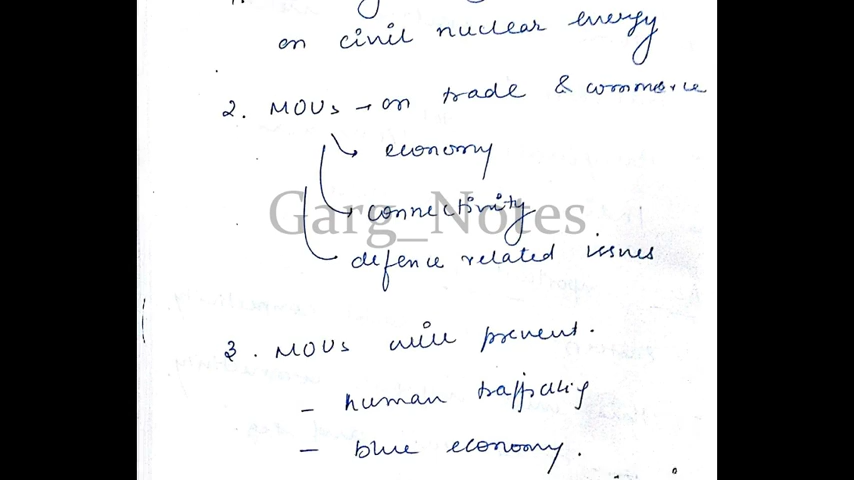 1.
on civil nuclear energy
2. MOUs → on trade & commerce
economy
connectivity
Garg_Notes
defence related issues
3. MOUs will prevent.
- human
- blue economy.